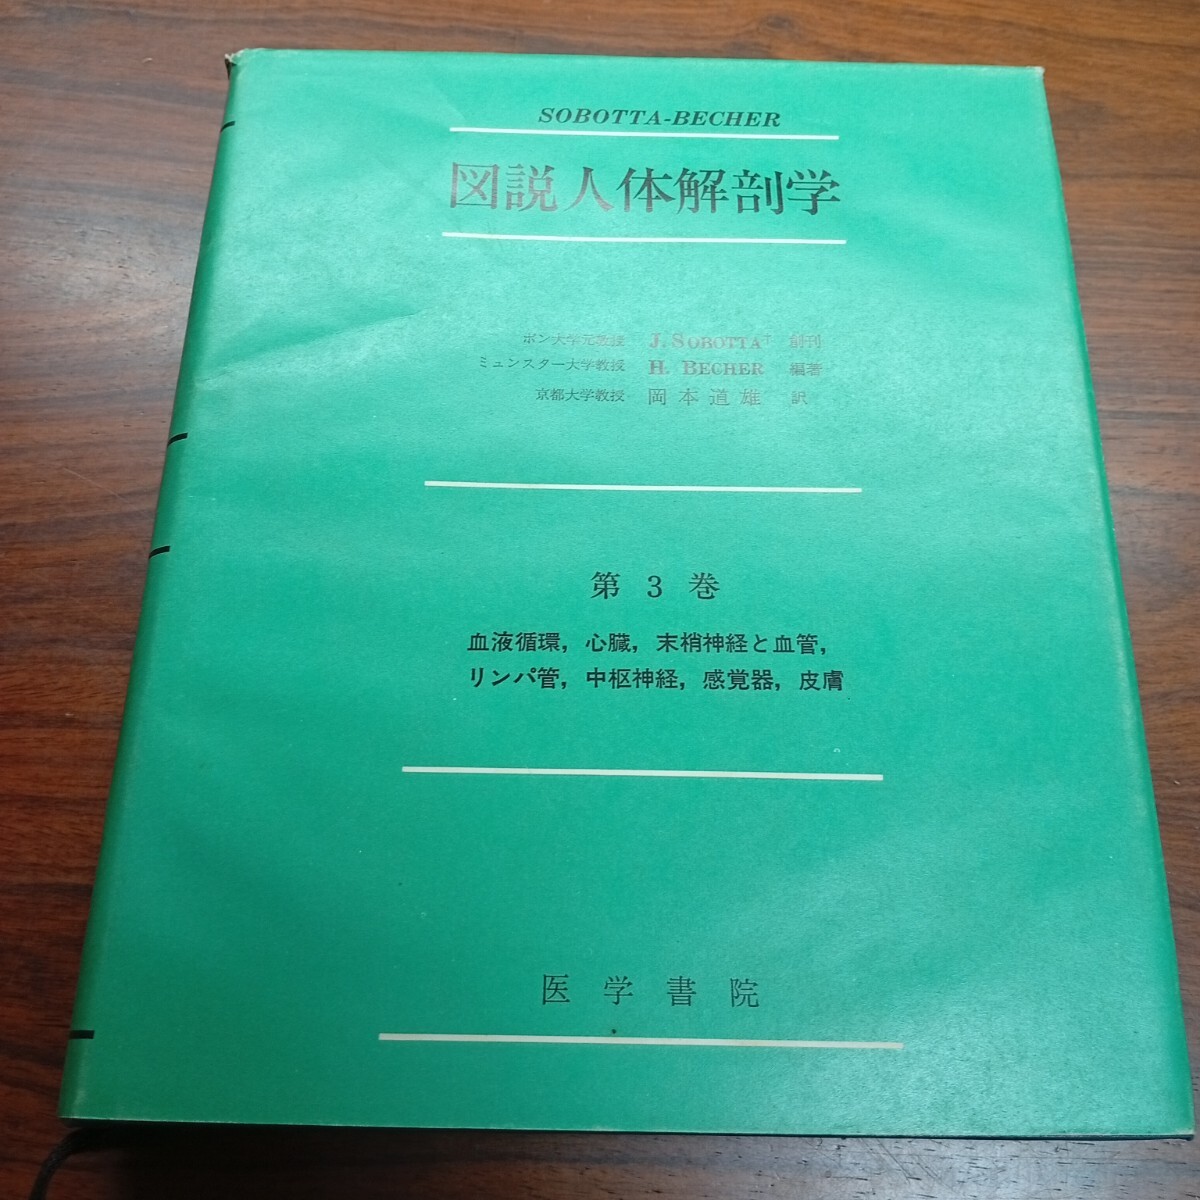 SOBOTTA-BECHER
図説人体解剖学
ボン大学元教授 J. SOBOTTA† 創刊
ミュンスター大学教授 H. BECHER 編著
京都大学教授 岡本道雄 訳
第 3 巻
血液循環，心臓，末梢神経と血管，
リンパ管，中枢神経，感覚器，皮膚
医学書院